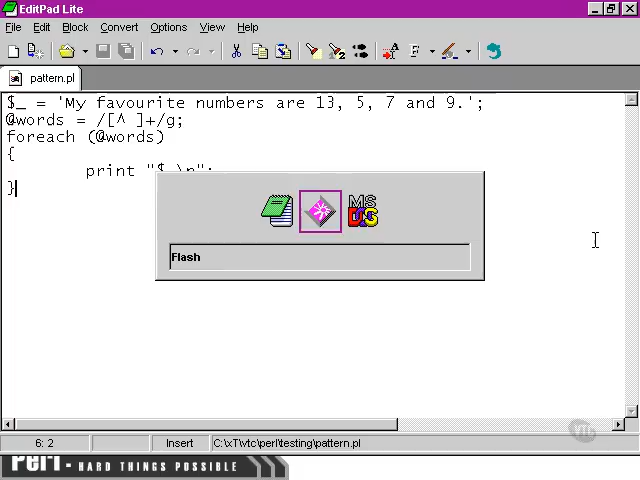 EditPad Lite
File Edit Block Convert Options View Help
pattern.pl
$_ = 'My favourite numbers are 13, 5, 7 and 9.';
@words = /[^ ]+/g;
foreach (@words)
{
print "$_\n";
}
MS
DOS
Flash
6: 2 Insert C:\xT\vtc\perl\testing\pattern.pl
VTC
Perl - HARD THINGS POSSIBLE